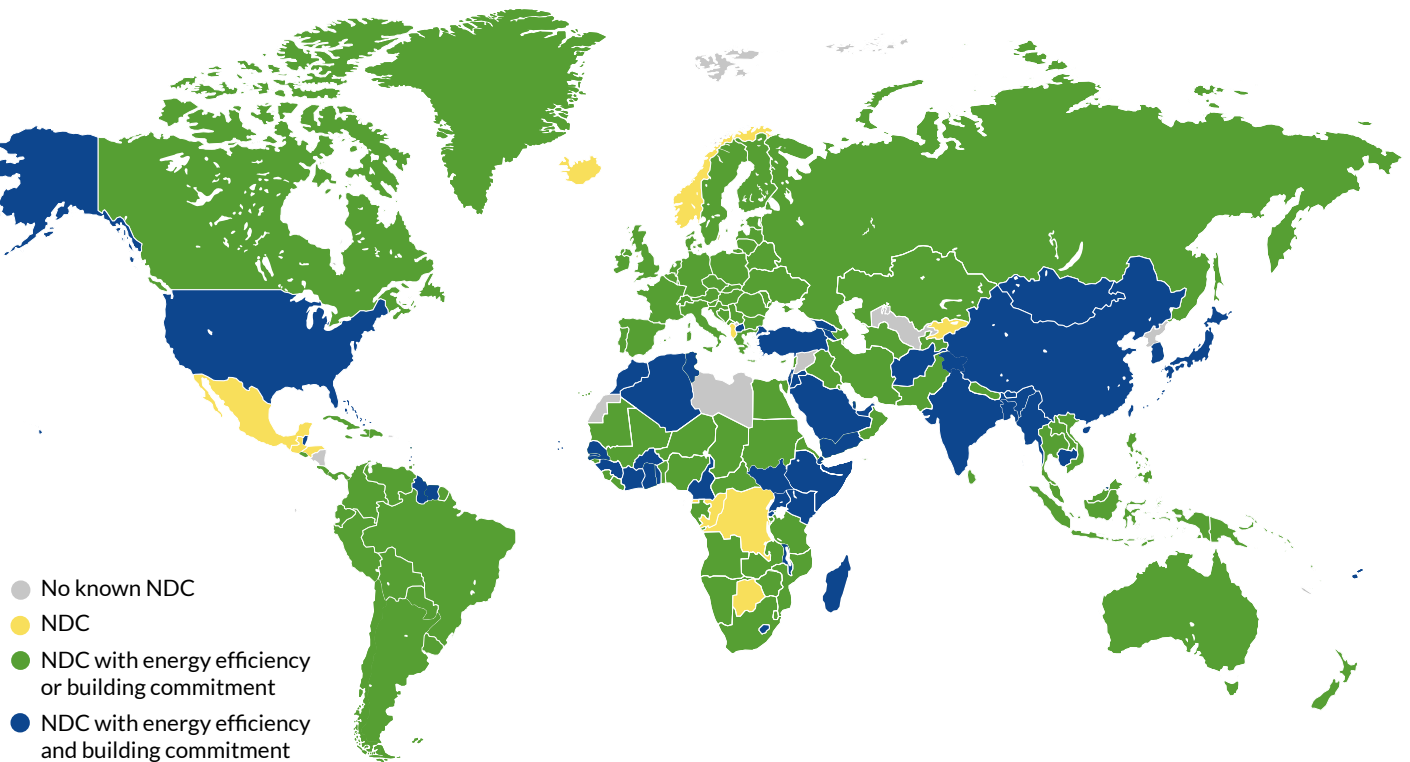 No known NDC
NDC
NDC with energy efficiency
or building commitment
NDC with energy efficiency
and building commitment